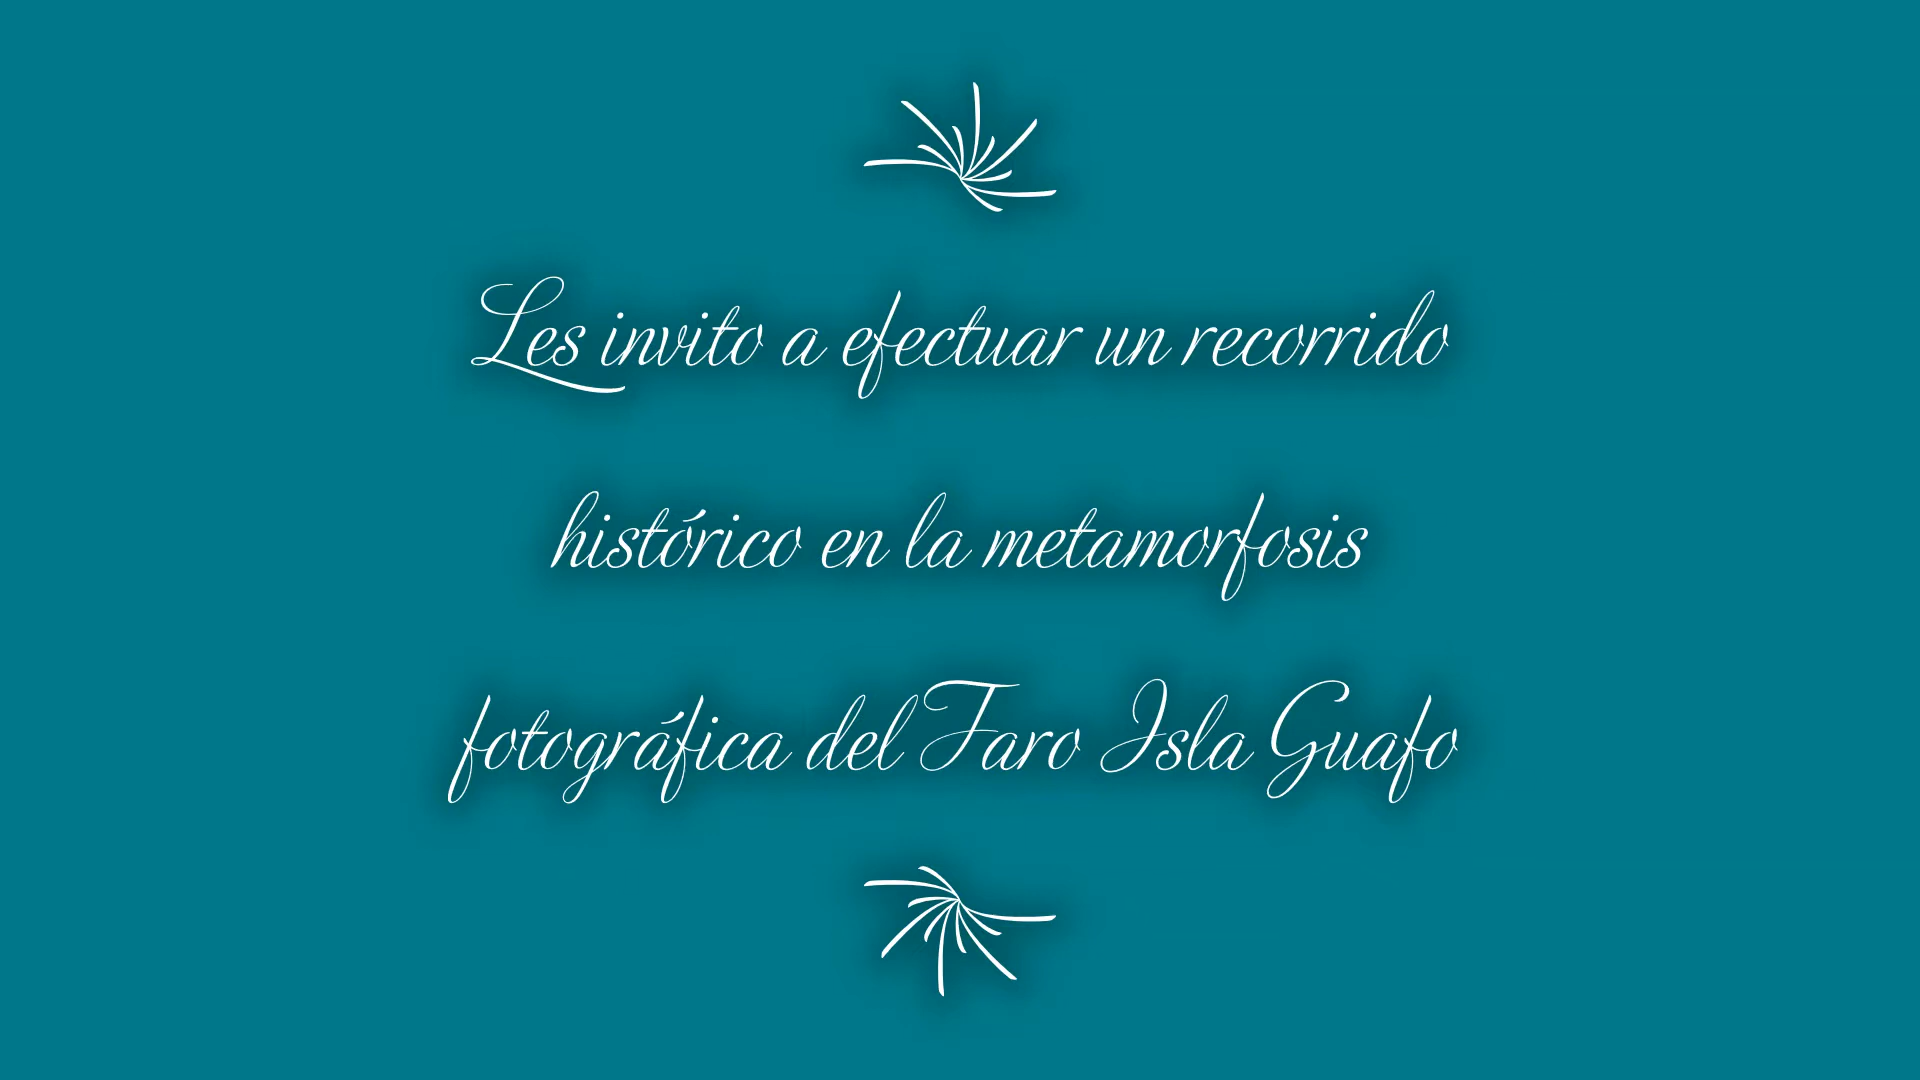 Les invito a efectuar un recorrido
histórico en la metamorfosis
fotográfica del Faro Isla Guafo